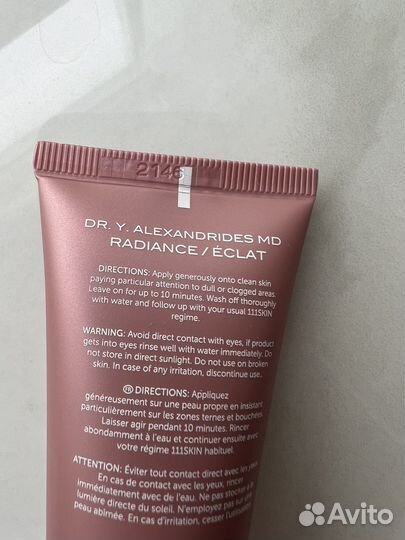 2146
DR. Y. ALEXANDRIDES MD
RADIANCE / ÉCLAT
DIRECTIONS: Apply generously onto clean skin
paying particular attention to dull or clogged areas.
Leave on for up to 10 minutes. Wash off thoroughly
with water and follow up with your usual 111SKIN
regime.
WARNING: Avoid direct contact with eyes, if product
gets into eyes rinse well with water immediately. Do
not store in direct sunlight. Do not use on broken
skin. In case of any irritation, discontinue use..
FR DIRECTIONS: Appliquez
généreusement sur une peau propre en insistant
particulièrement sur les zones ternes et bouchées.
Laisser agir pendant 10 minutes. Rincer
abondamment à l'eau et continuer ensuite avec
votre régime 111SKIN habituel.
ATTENTION: Éviter tout contact direct avec les yeux.
En cas de contact avec les yeux, rincer
immédiatement avec de l'eau. Ne pas stocker à la
lumière directe du soleil. N'employez pas sur une
peau abîmée. En cas d'irritation, cesser l'utilisation
Avito